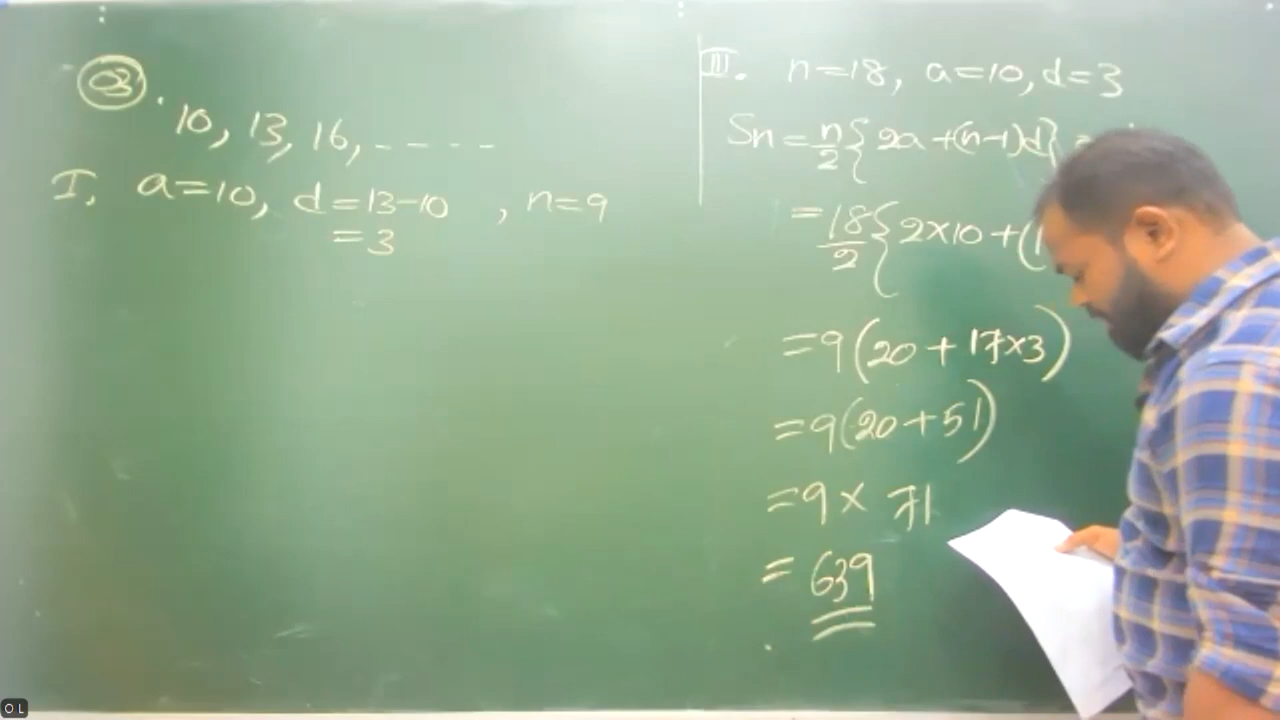 Q3.
10, 13, 16, - - - -
I. a=10, d=13-10, n=9
=3
III. n=18, a=10, d=3
Sn=n/2{2a+(n-1)d}
=18/2{2×10+(1
=9(20+17×3)
=9(20+51)
=9×71
=639
OL